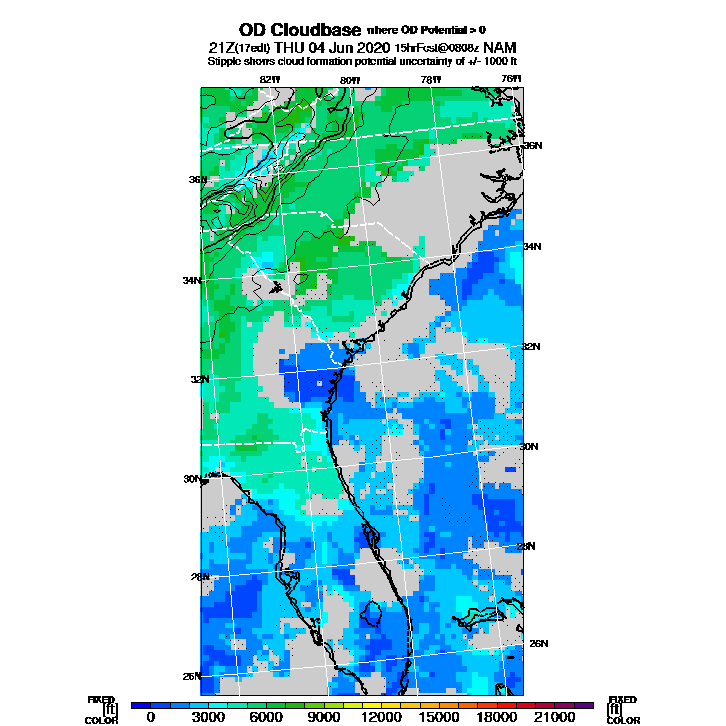 OD Cloudbase where OD Potential > 0
21Z(17edt) THU 04 Jun 2020 15hrFcst@0808z NAM
Stipple shows cloud formation potential uncertainty of +/- 1000 ft
82W 80W 78W 76W
36N
36N
34N
34N
32N
32N
30N
30N
28N
28N
26N
26N
FIXED FIXED
[ft] 0 3000 6000 9000 12000 15000 18000 21000 [ft]
COLOR COLOR